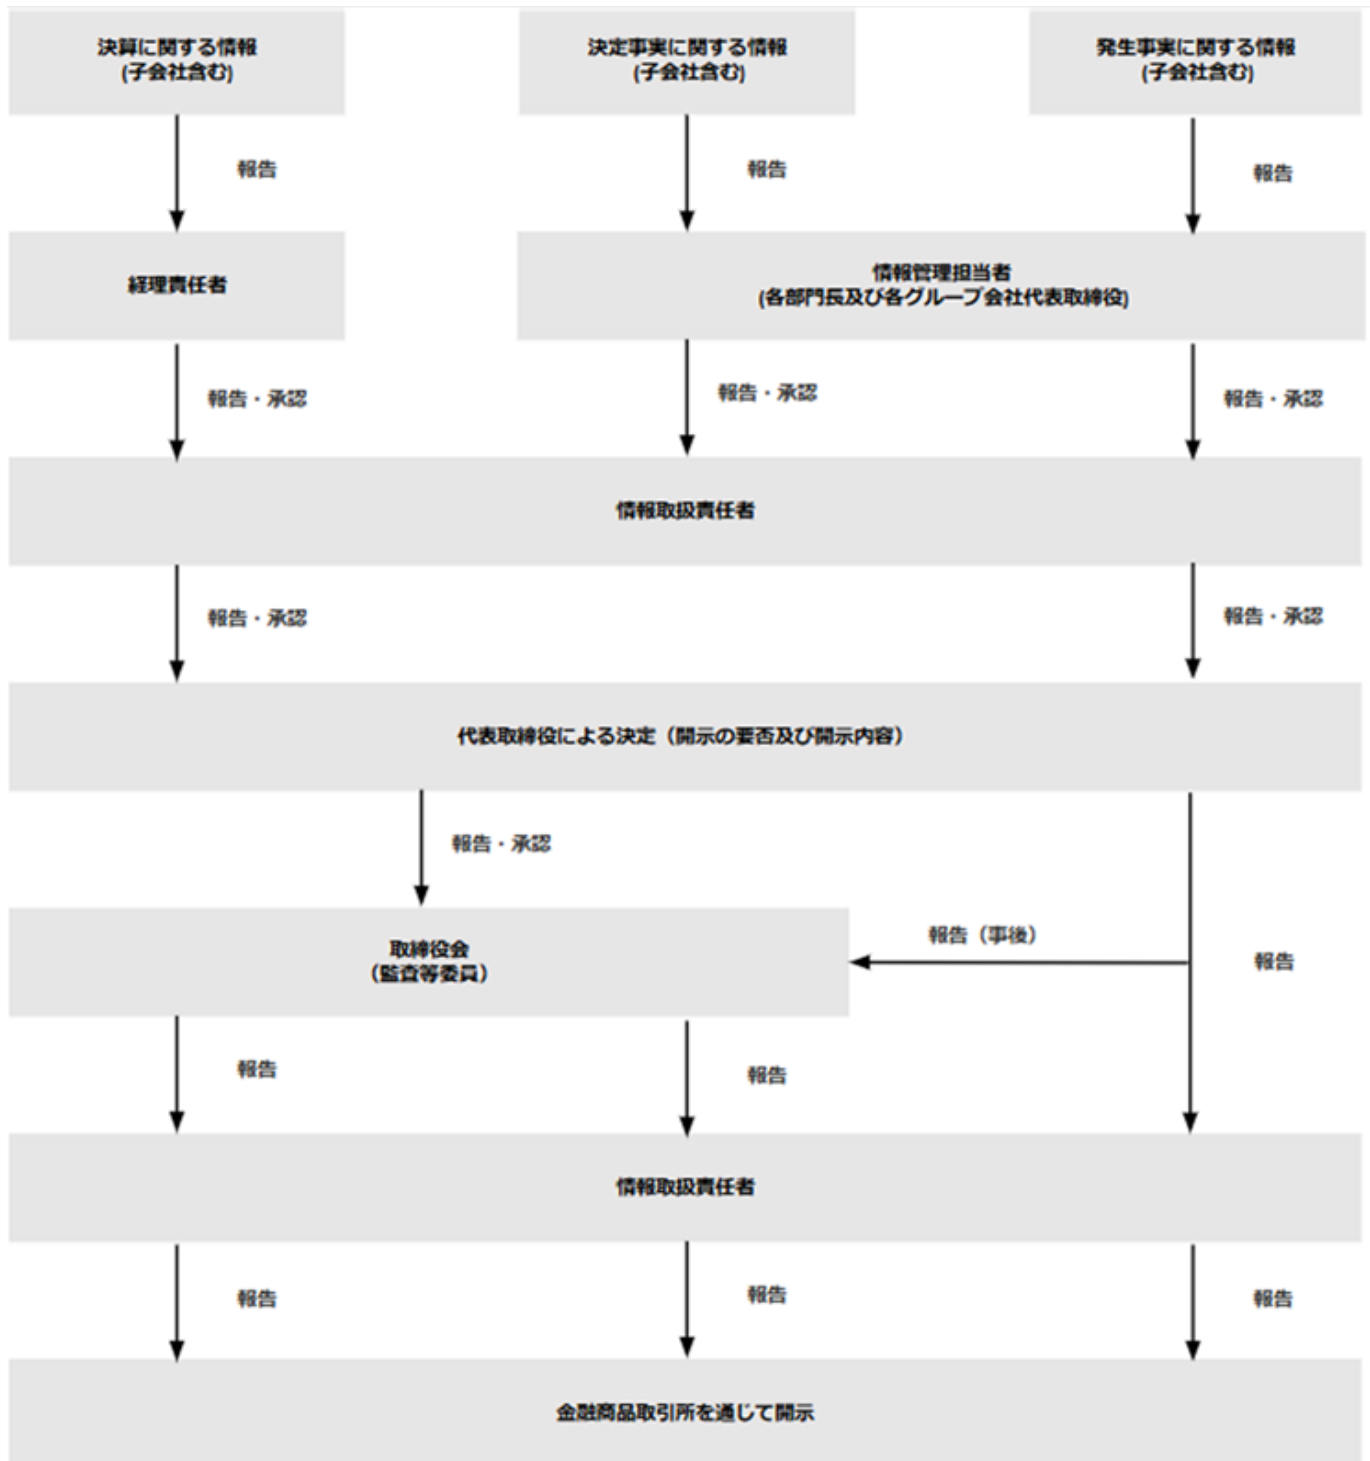 決算に関する情報
(子会社含む)
決定事実に関する情報
(子会社含む)
発生事実に関する情報
(子会社含む)
報告
報告
報告
経理責任者
情報管理担当者
(各部門長及び各グループ会社代表取締役)
報告・承認
報告・承認
報告・承認
情報取扱責任者
報告・承認
報告・承認
代表取締役による決定（開示の要否及び開示内容）
報告・承認
報告（事後）
取締役会
（監査等委員）
報告
報告
報告
情報取扱責任者
報告
報告
報告
金融商品取引所を通じて開示